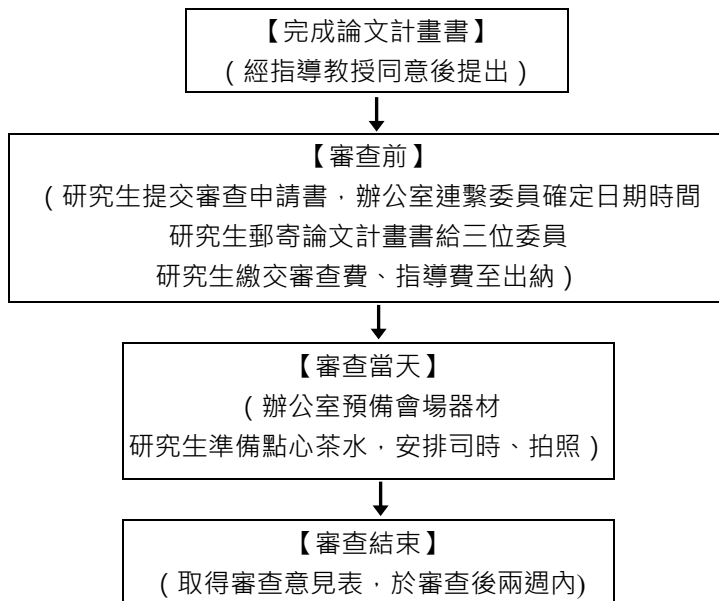 【完成論文計畫書】
（經指導教授同意後提出）
【審查前】
（研究生提交審查申請書，辦公室連繫委員確定日期時間
研究生郵寄論文計畫書給三位委員
研究生繳交審查費、指導費至出納）
【審查當天】
（辦公室預備會場器材
研究生準備點心茶水，安排司時、拍照）
【審查結束】
（取得審查意見表，於審查後兩週內)